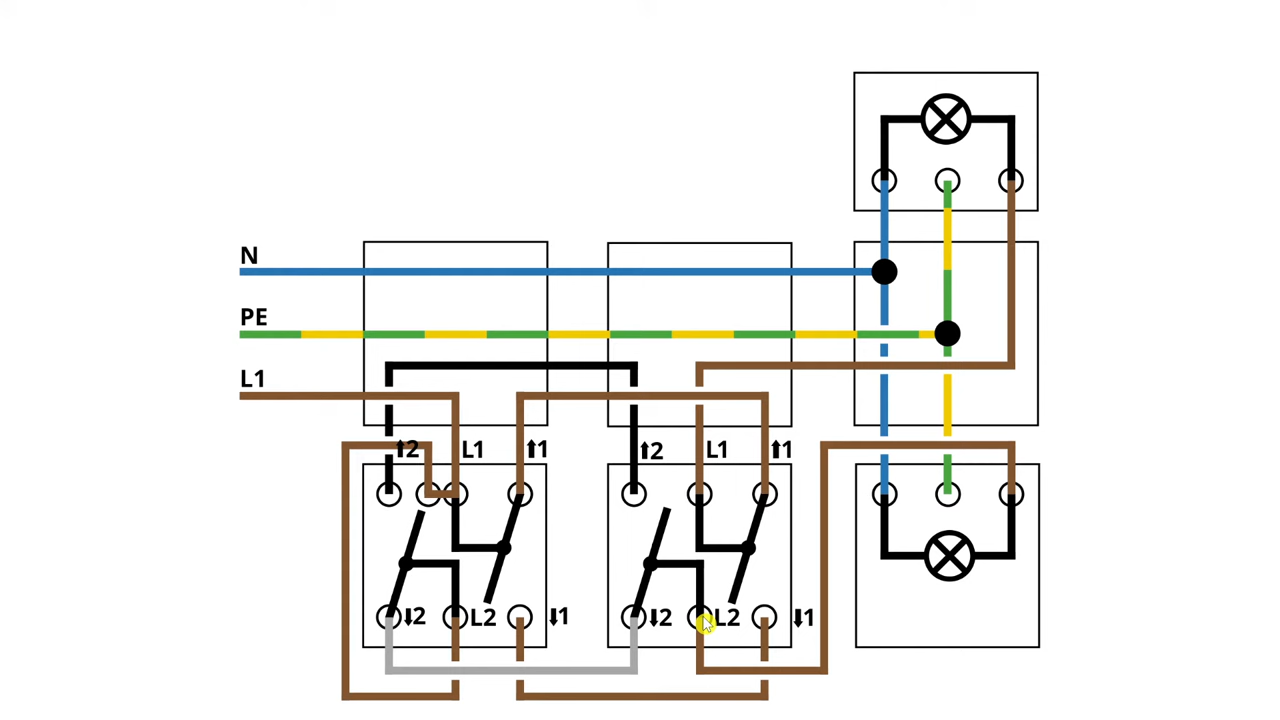 N
PE
L1
⬆2 L1 ⬆1 ⬆2 L1 ⬆1
⬇2 L2 ⬇1 ⬇2 L2 ⬇1